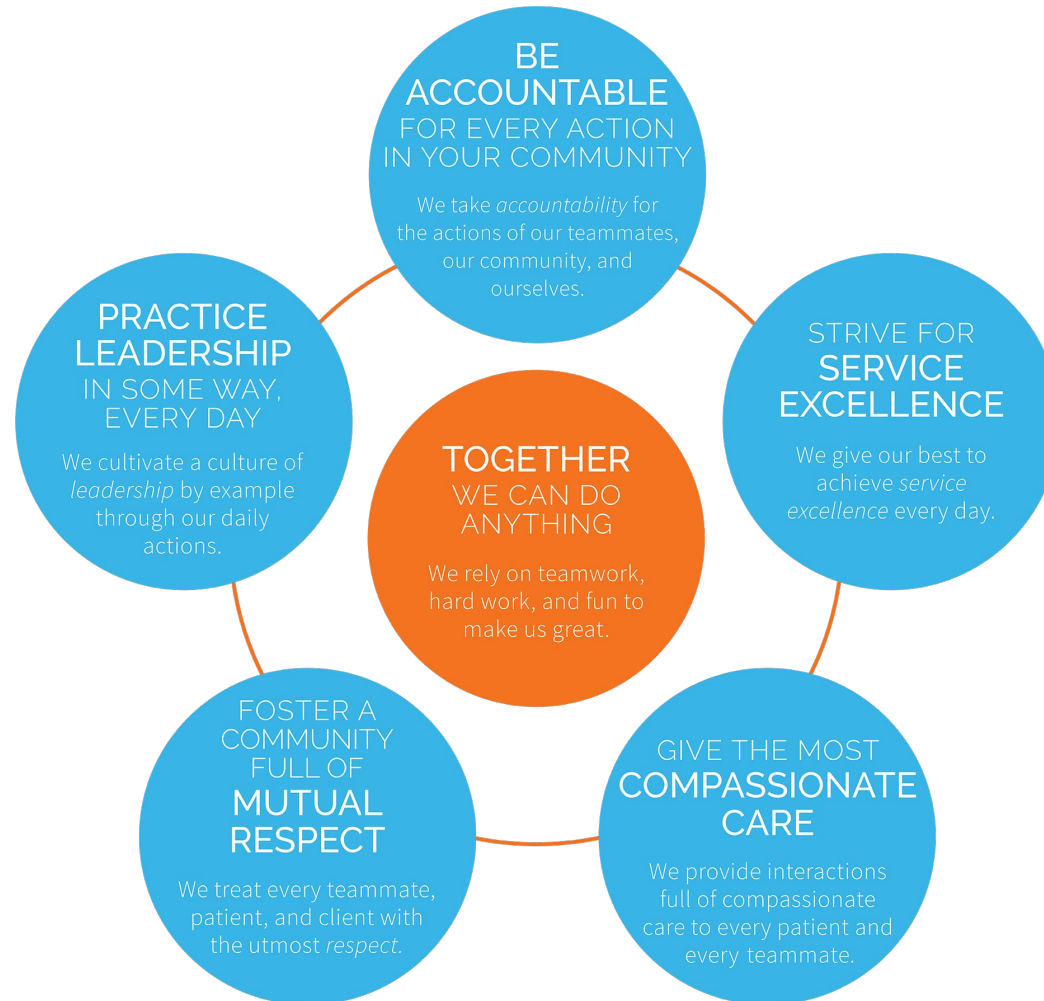 BE
ACCOUNTABLE
FOR EVERY ACTION
IN YOUR COMMUNITY
We take accountability for
the actions of our teammates,
our community, and
ourselves.
PRACTICE
LEADERSHIP
IN SOME WAY,
EVERY DAY
We cultivate a culture of
leadership by example
through our daily
actions.
STRIVE FOR
SERVICE
EXCELLENCE
We give our best to
achieve service
excellence every day.
TOGETHER
WE CAN DO
ANYTHING
We rely on teamwork,
hard work, and fun to
make us great.
FOSTER A
COMMUNITY
FULL OF
MUTUAL
RESPECT
We treat every teammate,
patient, and client with
the utmost respect.
GIVE THE MOST
COMPASSIONATE
CARE
We provide interactions
full of compassionate
care to every patient and
every teammate.